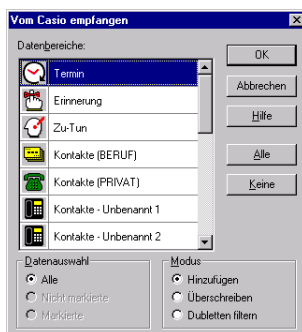 Vom Casio empfangen
Datenbereiche:
Termin
Erinnerung
Zu-Tun
Kontakte (BERUF)
Kontakte (PRIVAT)
Kontakte - Unbenannt 1
Kontakte - Unbenannt 2
OK
Abbrechen
Hilfe
Alle
Keine
Datenauswahl
Alle
Nicht markierte
Markierte
Modus
Hinzufügen
Überschreiben
Dubletten filtern